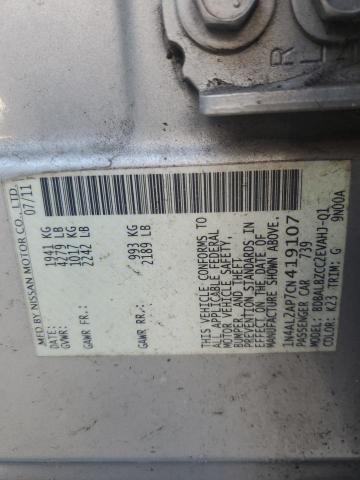 MFD BY NISSAN MOTOR CO., LTD.
07/11
GVWR: 1941 KG
4279 LB
GAWR FR: 1017 KG
2242 LB
GAWR RR: 993 KG
2189 LB
THIS VEHICLE CONFORMS TO
ALL APPLICABLE FEDERAL
MOTOR VEHICLE SAFETY,
BUMPER, AND THEFT
PREVENTION STANDARDS IN
EFFECT ON THE DATE OF
MANUFACTURE SHOWN ABOVE.
1N4AL2AP7CN419107
PASSENGER CAR 739
MODEL: BDBALBZCCZEVAHJ-Q1
COLOR: K23 TRIM: G 9N00A
R
L